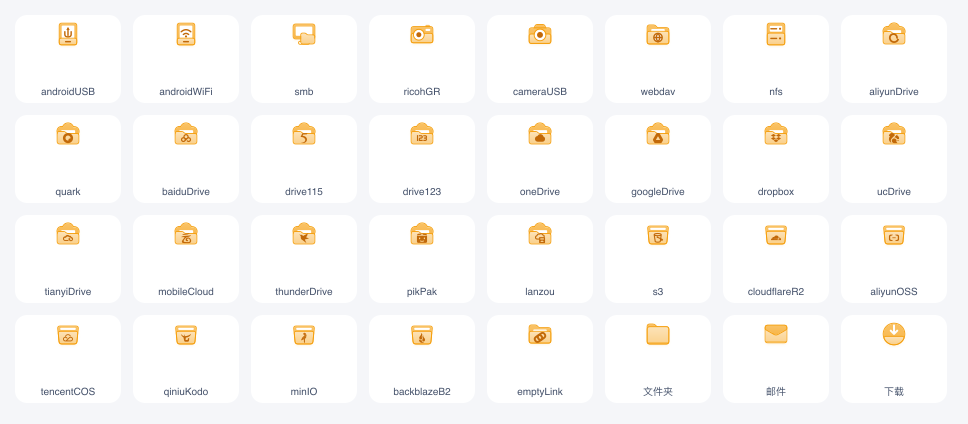 androidUSB
androidWiFi
smb
ricohGR
cameraUSB
webdav
nfs
aliyunDrive
quark
baiduDrive
drive115
123
drive123
oneDrive
googleDrive
dropbox
ucDrive
tianyiDrive
mobileCloud
thunderDrive
pikPak
lanzou
s3
cloudflareR2
aliyunOSS
tencentCOS
qiniuKodo
minIO
backblazeB2
emptyLink
文件夹
邮件
下载